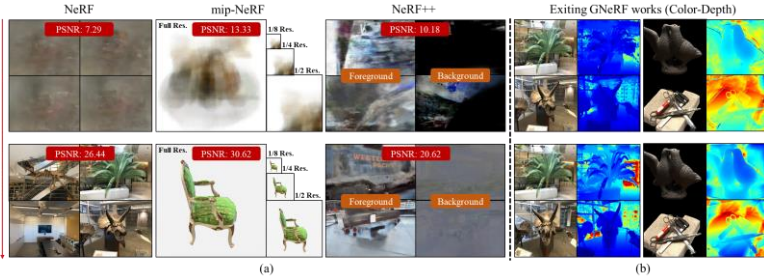 NeRF
mip-NeRF
NeRF++
Exiting GNeRF works (Color-Depth)
PSNR: 7.29
Full Res.
PSNR: 13.33
1/8 Res.
1/4 Res.
1/2 Res.
PSNR: 10.18
Foreground
Background
PSNR: 26.44
Full Res.
PSNR: 30.62
1/8 Res.
1/4 Res.
1/2 Res.
PSNR: 20.62
Foreground
Background
(a)
(b)